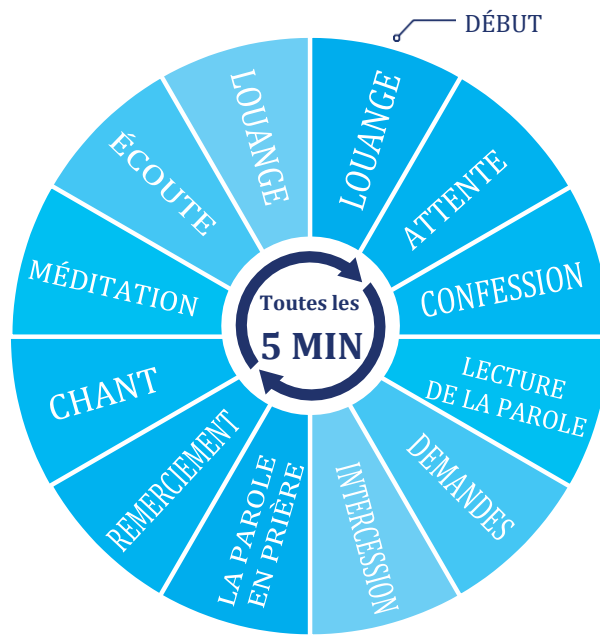 DÉBUT
LOUANGE
ATTENTE
CONFESSION
LECTURE
DE LA PAROLE
DEMANDES
INTERCESSION
LA PAROLE
EN PRIÈRE
REMERCIEMENT
CHANT
MÉDITATION
ÉCOUTE
LOUANGE
Toutes les
5 MIN